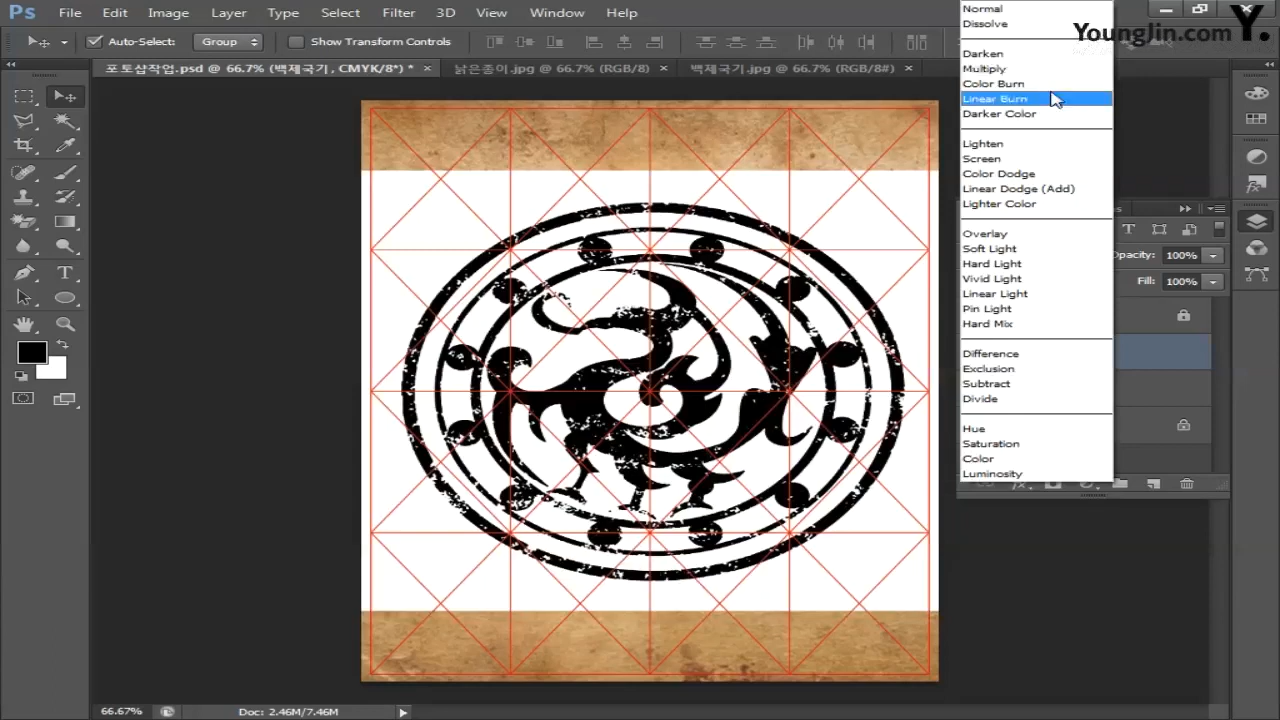 Ps File Edit Image Layer Type Select Filter 3D View Window Help
YoungJin.com Y.
Auto-Select: Group Show Transform Controls
포토샵작업.psd @ 66.7% 국기, CMYK/8*) * ×
낡은종이.jpg @ 66.7% (RGB/8) ×
백제국기.jpg @ 66.7% (RGB/8#) ×
Normal
Dissolve
Darken
Multiply
Color Burn
Linear Burn
Darker Color
Lighten
Screen
Color Dodge
Linear Dodge (Add)
Lighter Color
Overlay
Soft Light
Hard Light
Vivid Light
Linear Light
Pin Light
Hard Mix
Difference
Exclusion
Subtract
Divide
Hue
Saturation
Color
Luminosity
Opacity: 100%
Fill: 100%
66.67% Doc: 2.46M/7.46M